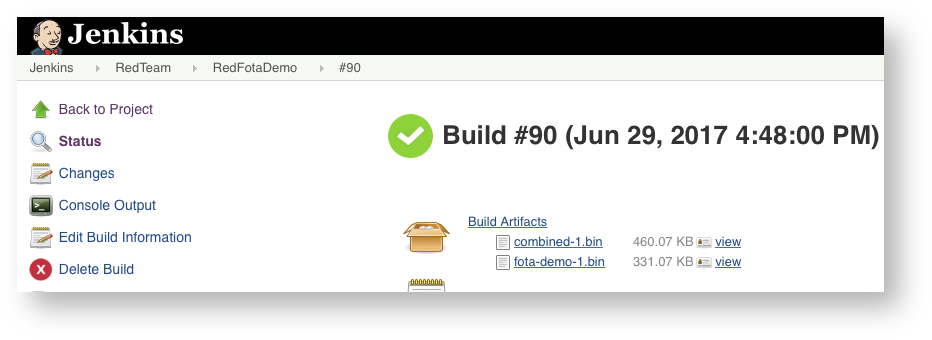 Jenkins
Jenkins RedTeam RedFotaDemo #90
Back to Project
Status
Changes
Console Output
Edit Build Information
Delete Build
Build #90 (Jun 29, 2017 4:48:00 PM)
Build Artifacts
combined-1.bin 460.07 KB view
fota-demo-1.bin 331.07 KB view